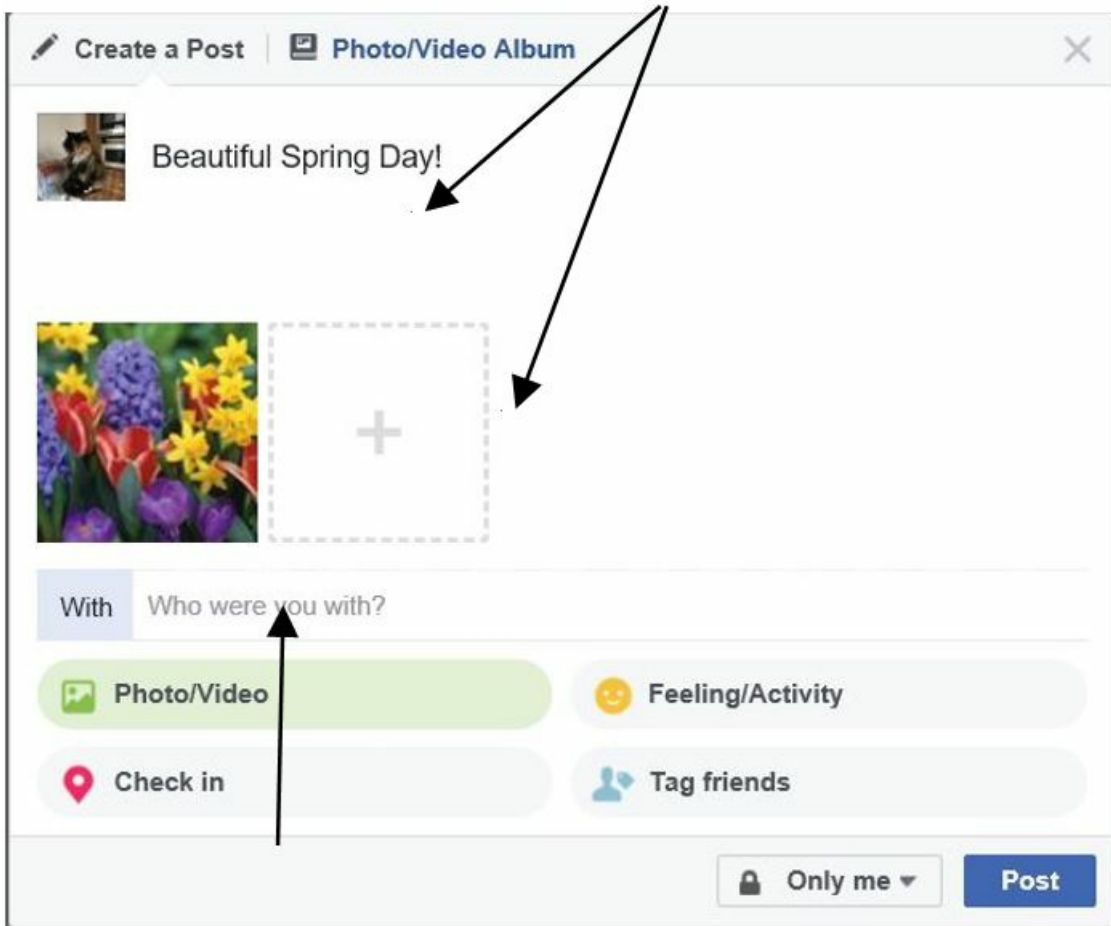 Create a Post Photo/Video Album
Beautiful Spring Day!
With Who were you with?
Photo/Video Feeling/Activity
Check in Tag friends
Only me Post